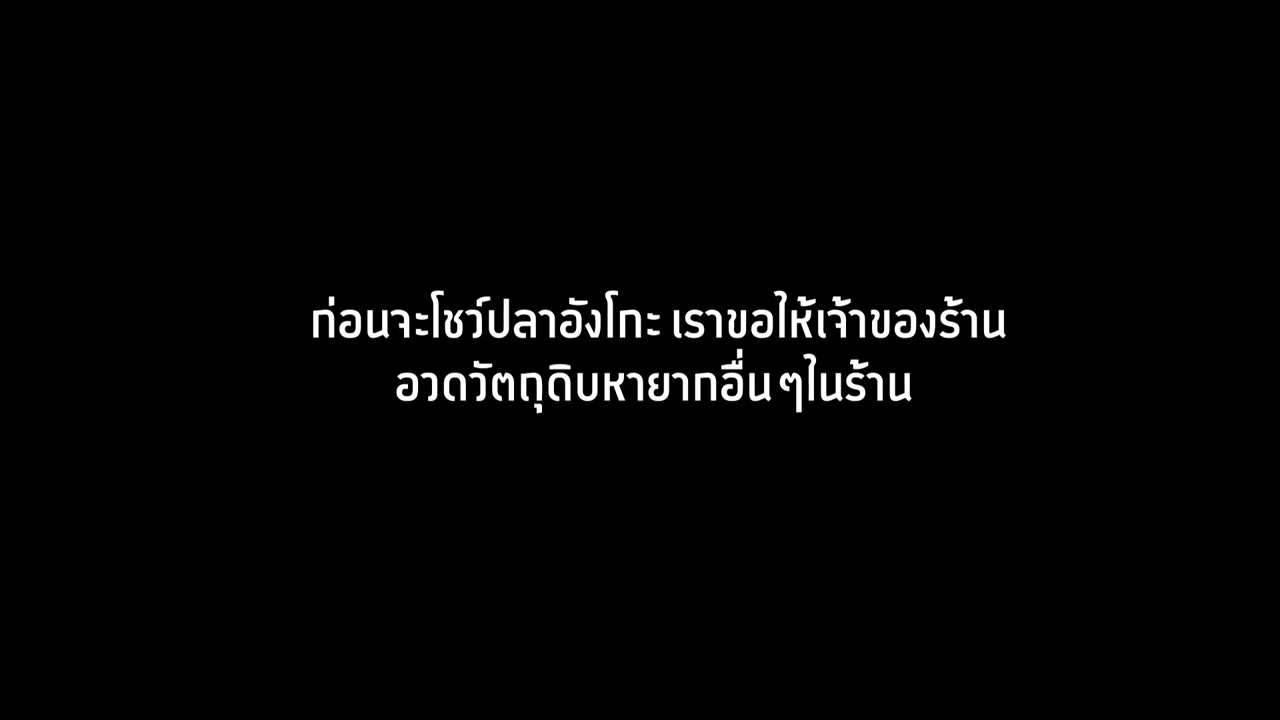 ก่อนจะโชว์ปลาอังโกะ เราขอให้เจ้าของร้าน
อวดวัตถุดิบหายากอื่น ๆในร้าน